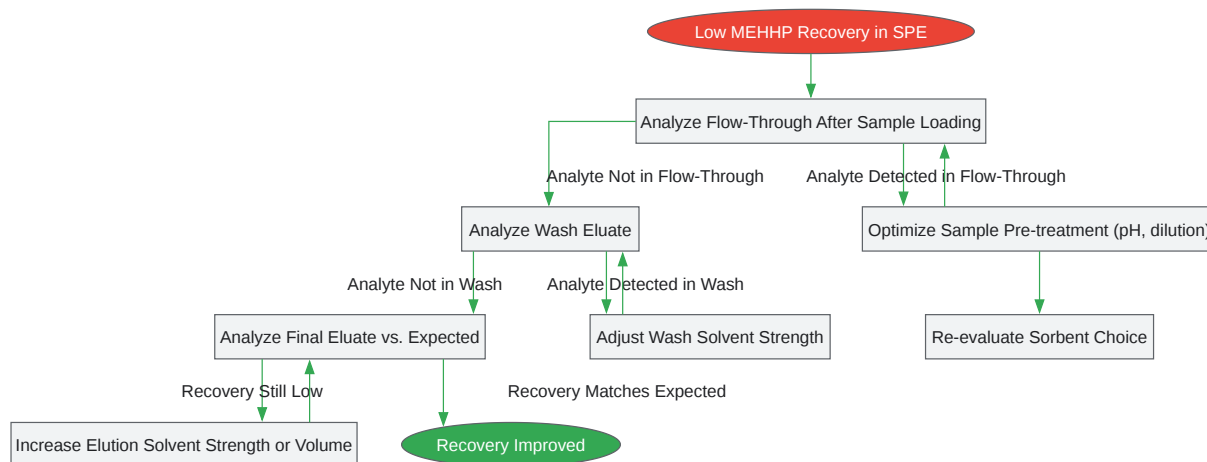 Low MEHHP Recovery in SPE
Analyze Flow-Through After Sample Loading
Analyte Not in Flow-Through
Analyte Detected in Flow-Through
Analyze Wash Eluate
Optimize Sample Pre-treatment (pH, dilution)
Analyte Not in Wash
Analyte Detected in Wash
Analyze Final Eluate vs. Expected
Adjust Wash Solvent Strength
Re-evaluate Sorbent Choice
Recovery Still Low
Recovery Matches Expected
Increase Elution Solvent Strength or Volume
Recovery Improved